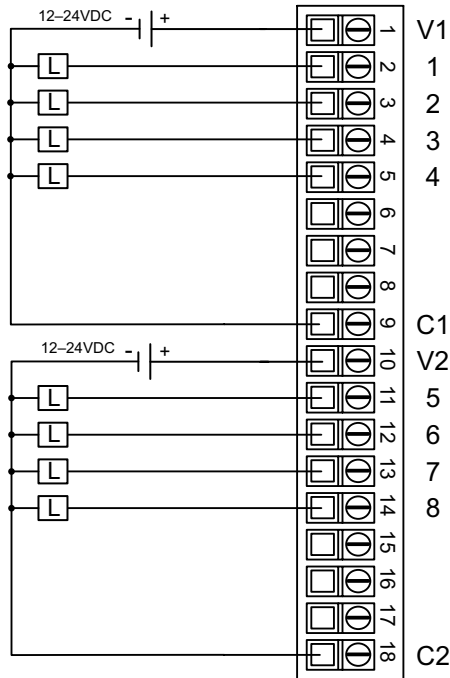 12–24VDC - + 1 V1
L 2 1
L 3 2
L 4 3
L 5 4
6
7
8
9 C1
12–24VDC - + 10 V2
L 11 5
L 12 6
L 13 7
L 14 8
15
16
17
18 C2